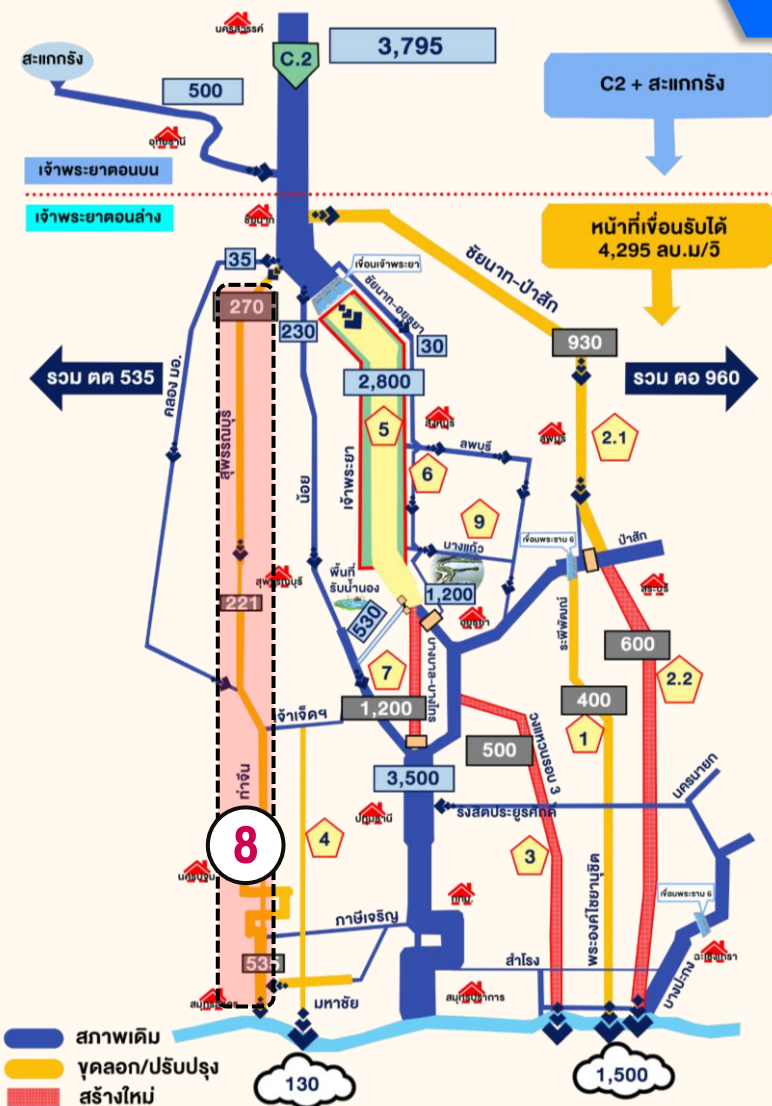 นครสวรรค์
C.2
3,795
สะแกกรัง
500
C2 + สะแกกรัง
อุทัยธานี
เจ้าพระยาตอนบน
เจ้าพระยาตอนล่าง
ชัยนาท
หน้าที่เขื่อนรับได้
4,295 ลบ.ม/วิ
35
เขื่อนเจ้าพระยา
ชัยนาท-ป่าสัก
ชัยนาท-อยุธยา
270
230
30
930
รวม ตต 535
2,800
รวม ตอ 960
คลอง มอ.
สุพรรณบุรี
น้อย
เจ้าพระยา
5
สิงห์บุรี
ลพบุรี
ลพบุรี
2.1
6
9
บางแก้ว
เขื่อนพระราม 6
ป่าสัก
สุพรรณบุรี
พื้นที่
รับน้ำนอง
1,200
อยุธยา
สระบุรี
221
530
ระพีพัฒน์
600
2.2
7
บางบาล-บางไทร
เจ้าเจ็ดฯ
1,200
400
1
500
วงแหวนรอบ 3
ท่าจีน
3,500
นครนายก
ปทุมธานี
รังสิตประยูรศักดิ์
8
4
3
นครปฐม
กทม.
พระองค์ไชยานุชิต
เขื่อนพระราม 6
ภาษีเจริญ
ฉะเชิงเทรา
535
สำโรง
บางปะกง
สมุทรสาคร
มหาชัย
สมุทรปราการ
สภาพเดิม
ขุดลอก/ปรับปรุง
สร้างใหม่
130
1,500